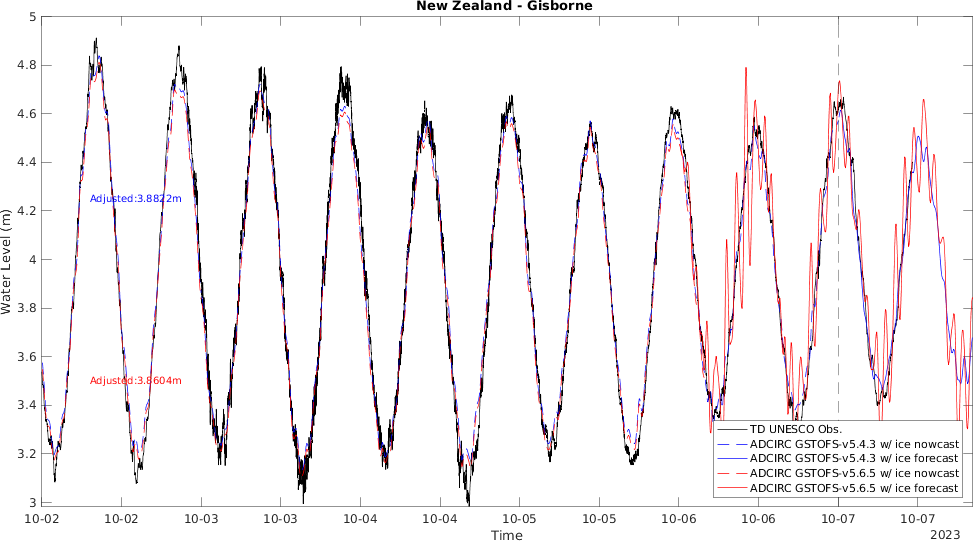 New Zealand - Gisborne
5
4.8
4.6
4.4
4.2
4
3.8
3.6
3.4
3.2
3
Water Level (m)
Adjusted:3.8822m
Adjusted:3.8604m
TD UNESCO Obs.
ADCIRC GSTOFS-v5.4.3 w/ ice nowcast
ADCIRC GSTOFS-v5.4.3 w/ ice forecast
ADCIRC GSTOFS-v5.6.5 w/ ice nowcast
ADCIRC GSTOFS-v5.6.5 w/ ice forecast
10-02 10-02 10-03 10-03 10-04 10-04 10-05 10-05 10-06 10-06 10-07 10-07
Time
2023